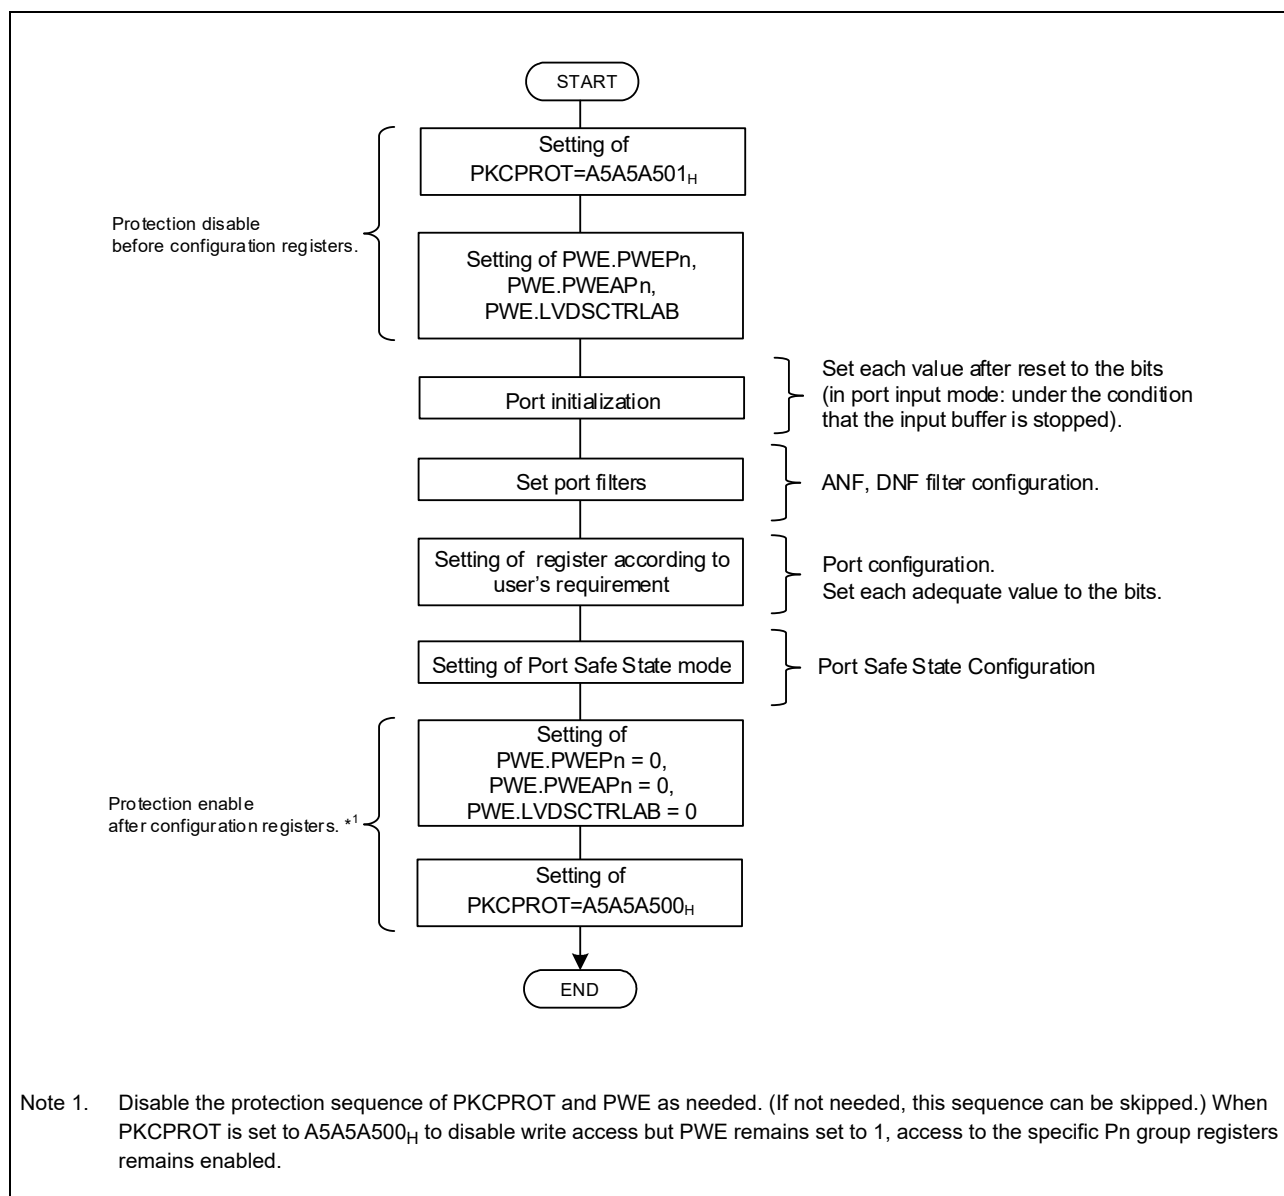 START
Setting of
PKCPROT=A5A5A501H
Protection disable
before configuration registers.
Setting of PWE.PWEPn,
PWE.PWEAPn,
PWE.LVDSCTRLAB
Port initialization
Set each value after reset to the bits
(in port input mode: under the condition
that the input buffer is stopped).
Set port filters
ANF, DNF filter configuration.
Setting of register according to
user's requirement
Port configuration.
Set each adequate value to the bits.
Setting of Port Safe State mode
Port Safe State Configuration
Setting of
PWE.PWEPn = 0,
PWE.PWEAPn = 0,
PWE.LVDSCTRLAB = 0
Protection enable
after configuration registers. *1
Setting of
PKCPROT=A5A5A500H
END
Note 1. Disable the protection sequence of PKCPROT and PWE as needed. (If not needed, this sequence can be skipped.) When
PKCPROT is set to A5A5A500H to disable write access but PWE remains set to 1, access to the specific Pn group registers
remains enabled.